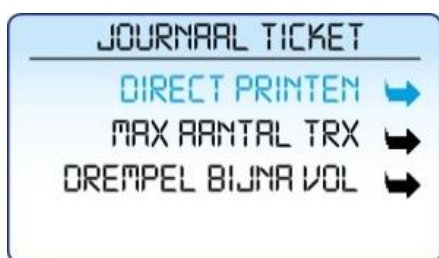 JOURNAAL TICKET
DIRECT PRINTEN
MAX AANTAL TRX
DREMPEL BIJNA VOL